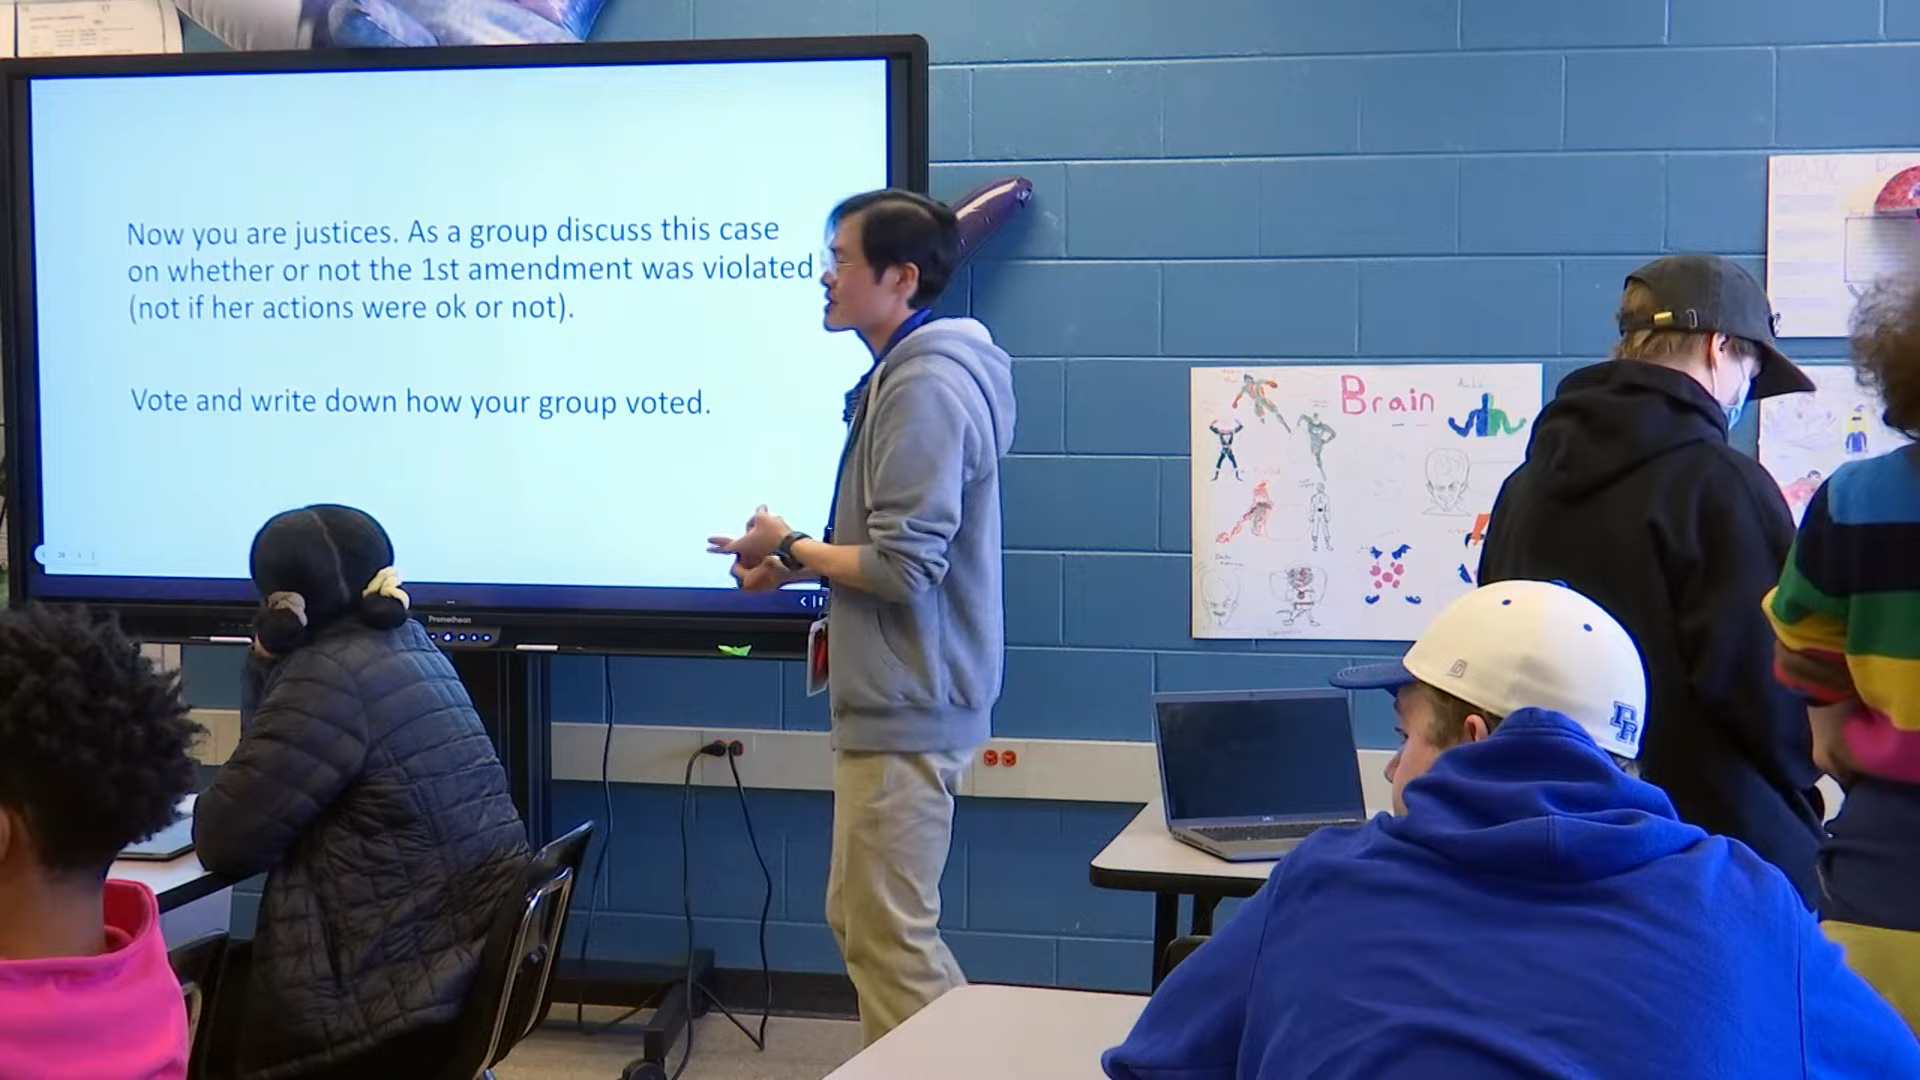 Now you are justices. As a group discuss this case
on whether or not the 1st amendment was violated
(not if her actions were ok or not).
Vote and write down how your group voted.
Promethean
Brain